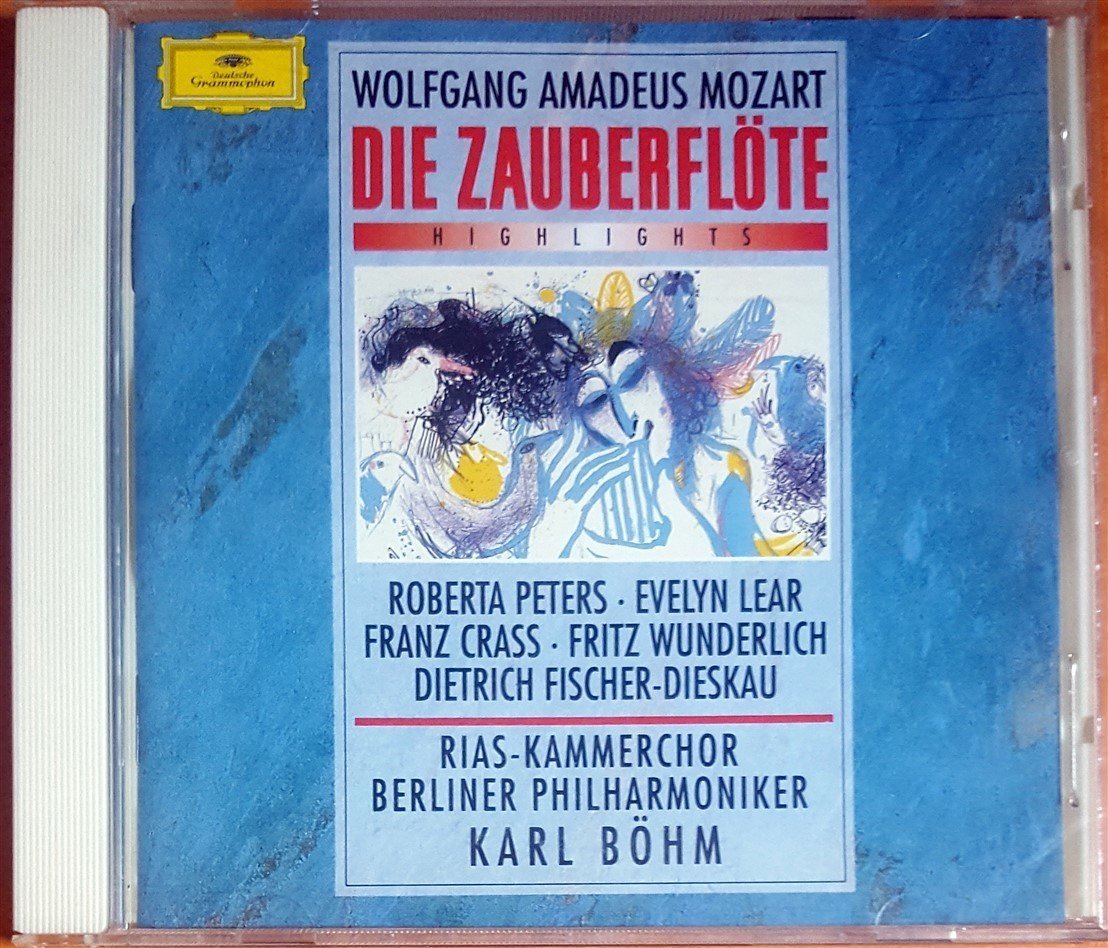 Deutsche
Grammophon
WOLFGANG AMADEUS MOZART
DIE ZAUBERFLÖTE
HIGHLIGHTS
ROBERTA PETERS · EVELYN LEAR
FRANZ CRASS · FRITZ WUNDERLICH
DIETRICH FISCHER-DIESKAU
RIAS-KAMMERCHOR
BERLINER PHILHARMONIKER
KARL BÖHM